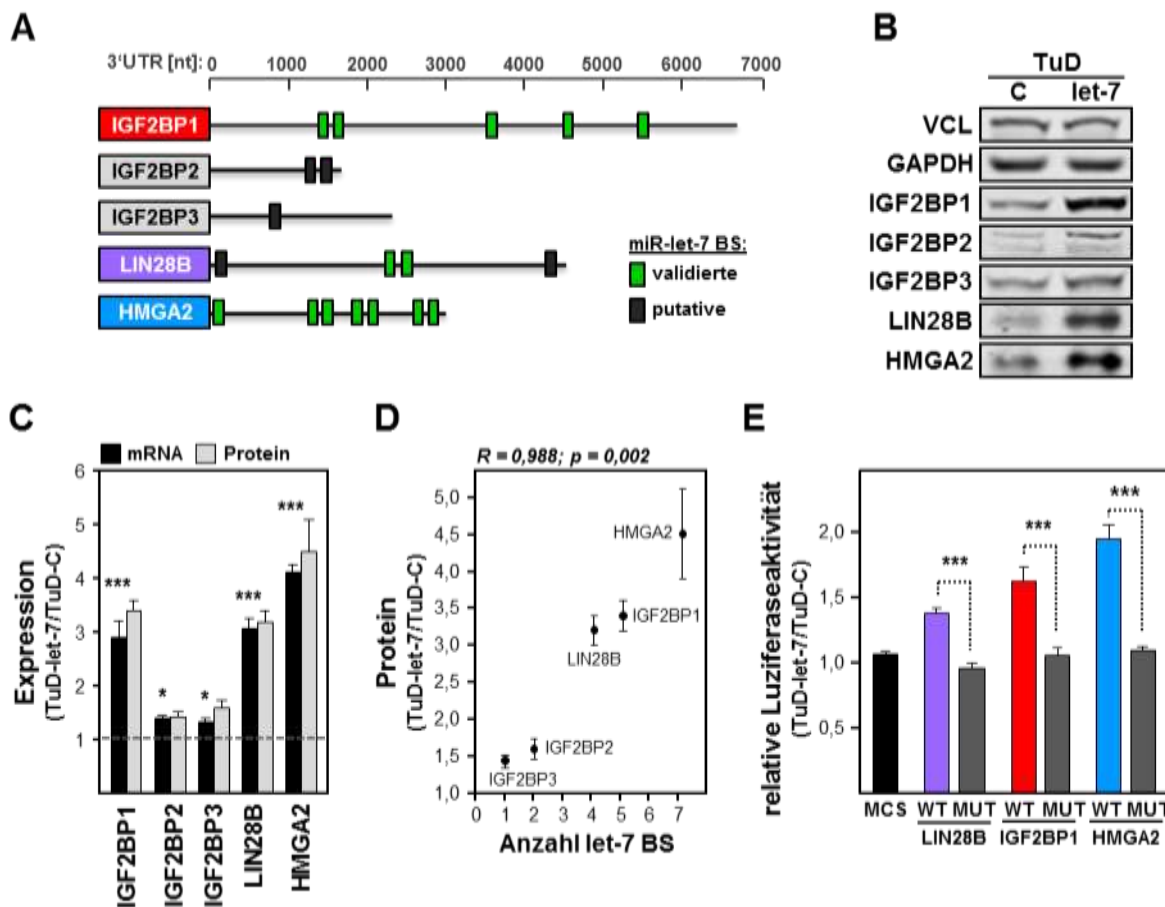 A
3'UTR [nt]: 0 1000 2000 3000 4000 5000 6000 7000
IGF2BP1
IGF2BP2
IGF2BP3
LIN28B
HMGA2
miR-let-7 BS:
validierte
putative
B
TuD
C let-7
VCL
GAPDH
IGF2BP1
IGF2BP2
IGF2BP3
LIN28B
HMGA2
C
mRNA Protein
Expression
(TuD-let-7/TuD-C)
6
5
4
3
2
1
*** * * *** ***
IGF2BP1 IGF2BP2 IGF2BP3 LIN28B HMGA2
D
R = 0,988; p = 0,002
Protein
(TuD-let-7/TuD-C)
5,0
4,5
4,0
3,5
3,0
2,5
2,0
1,5
1,0
HMGA2
IGF2BP1
LIN28B
IGF2BP2
IGF2BP3
0 1 2 3 4 5 6 7
Anzahl let-7 BS
E
relative Luziferaseaktivität
(TuD-let-7/TuD-C)
2,0
1,5
1,0
0,5
*** *** ***
MCS WT MUT WT MUT WT MUT
LIN28B IGF2BP1 HMGA2